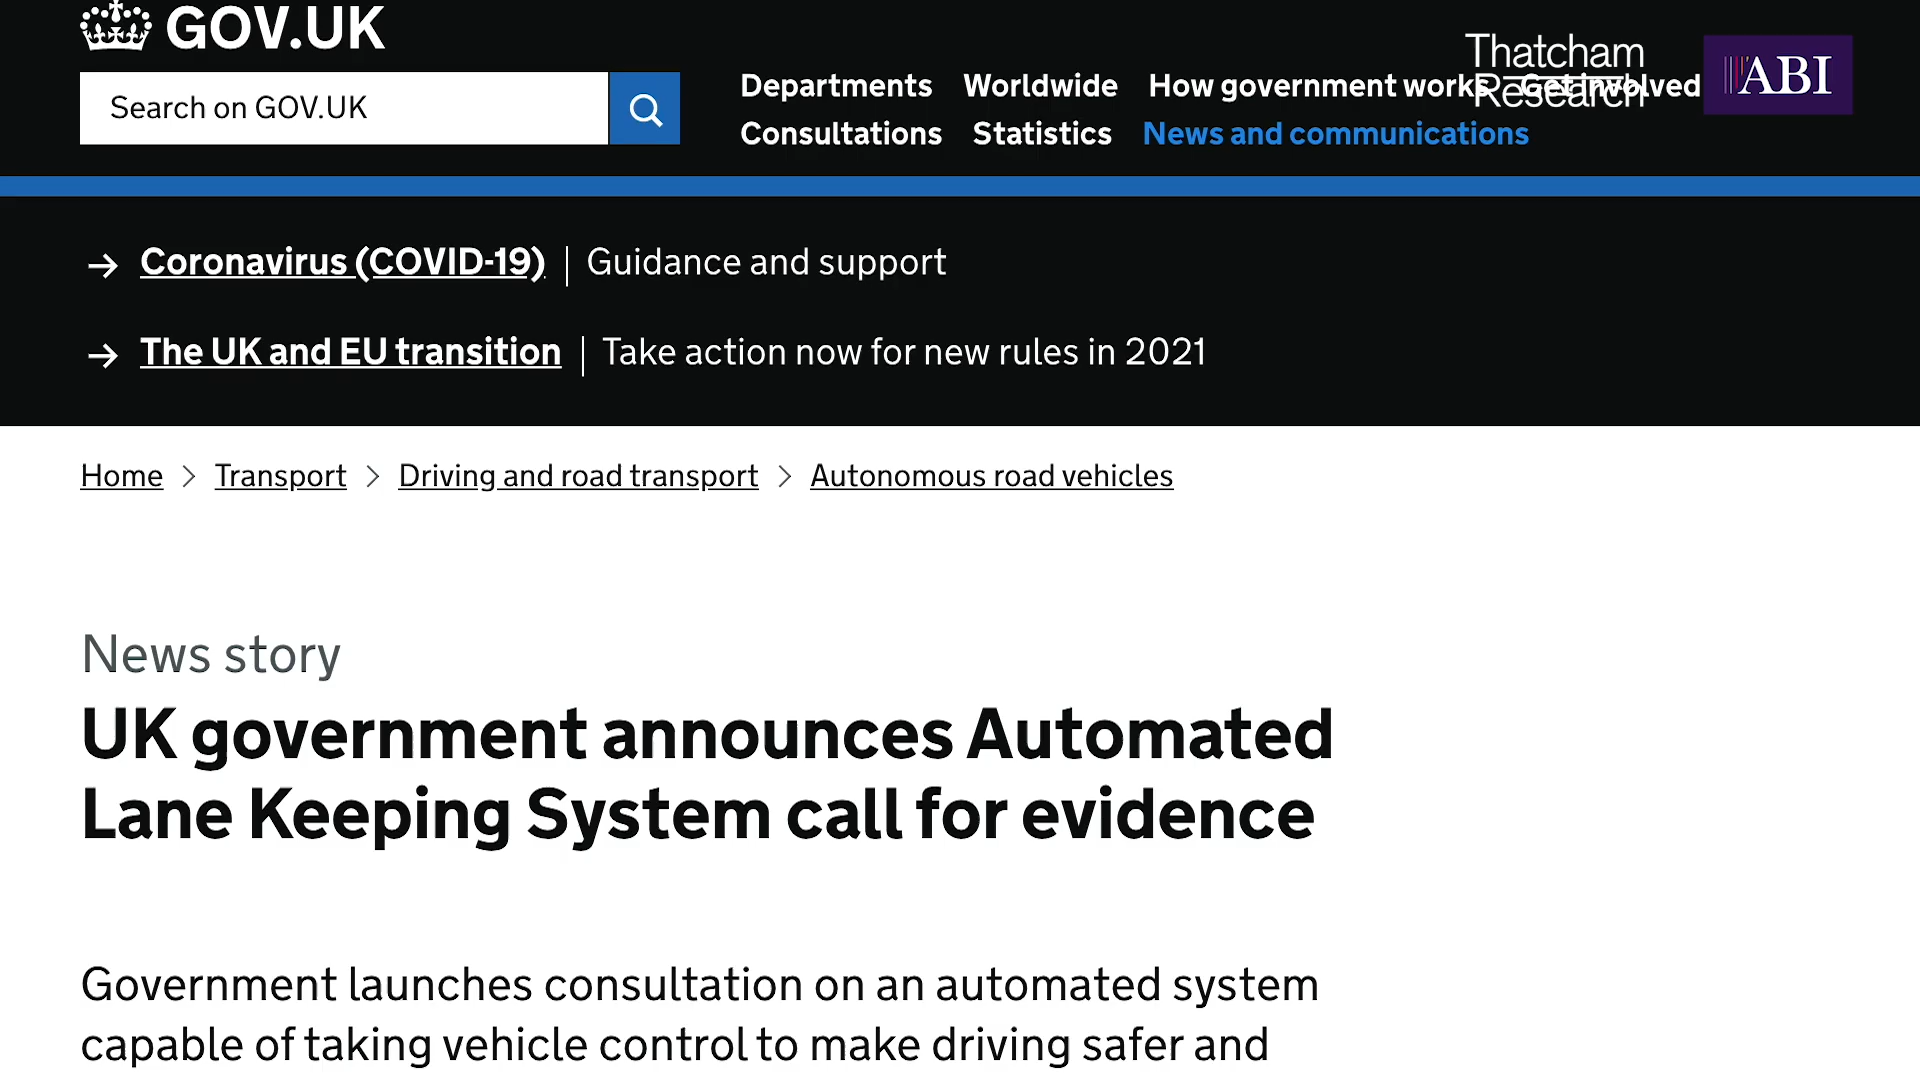 GOV.UK
Search on GOV.UK
Departments Worldwide How government works Get involved
Consultations Statistics News and communications
Thatcham
Research
ABI
→ Coronavirus (COVID-19) | Guidance and support
→ The UK and EU transition | Take action now for new rules in 2021
Home > Transport > Driving and road transport > Autonomous road vehicles
News story
UK government announces Automated
Lane Keeping System call for evidence
Government launches consultation on an automated system
capable of taking vehicle control to make driving safer and